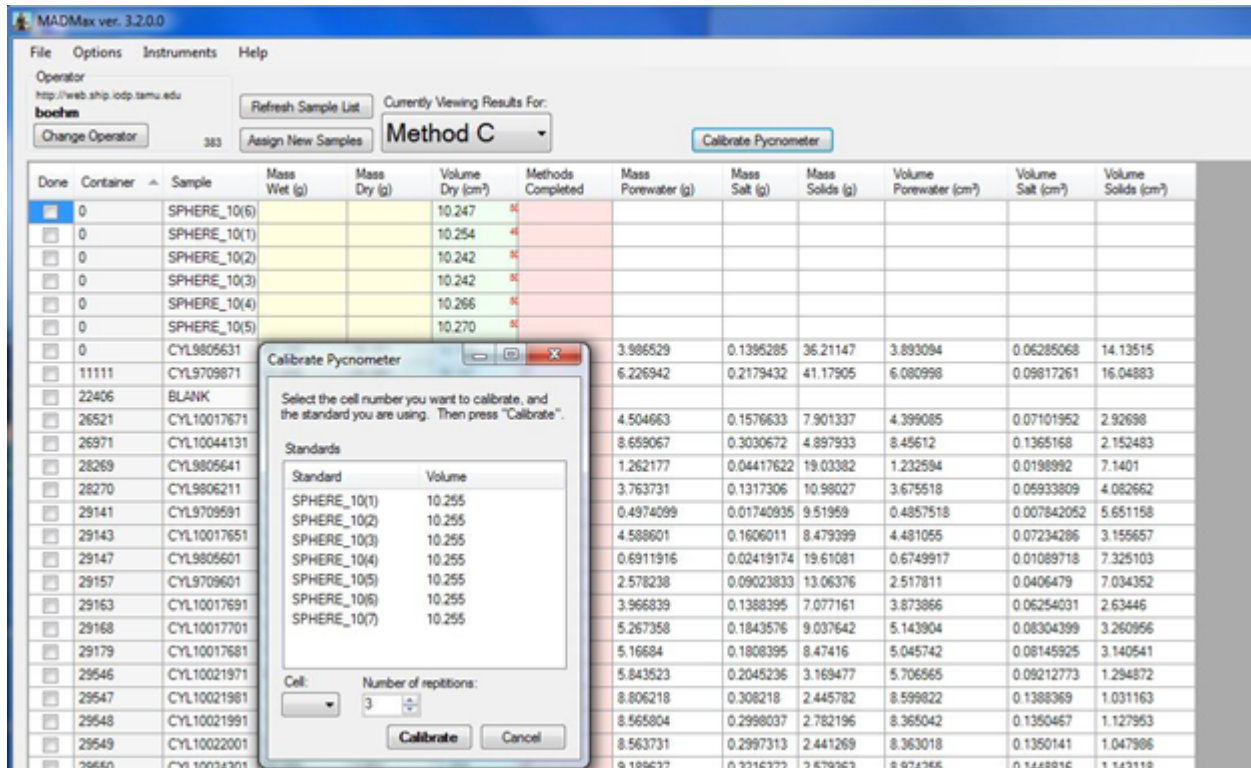 MADMax ver. 3.2.0.0
File Options Instruments Help
Operator
http://web.ship.iodp.tamu.edu
boehm
Change Operator
383
Refresh Sample List
Assign New Samples
Currently Viewing Results For:
Method C
Calibrate Pycnometer
Done Container Sample Mass Wet (g) Mass Dry (g) Volume Dry (cm³) Methods Completed Mass Porewater (g) Mass Salt (g) Mass Solids (g) Volume Porewater (cm³) Volume Salt (cm³) Volume Solids (cm³)
0 SPHERE_10(6) 10.247
0 SPHERE_10(1) 10.254
0 SPHERE_10(2) 10.242
0 SPHERE_10(3) 10.242
0 SPHERE_10(4) 10.266
0 SPHERE_10(5) 10.270
0 CYL9805631 3.986529 0.1395285 36.21147 3.893094 0.06285068 14.13515
11111 CYL9709871 6.226942 0.2179432 41.17905 6.080998 0.09817261 16.04883
22406 BLANK
26521 CYL10017671 4.504663 0.1576633 7.901337 4.399085 0.07101952 2.92698
26971 CYL10044131 8.659067 0.3030672 4.897933 8.45612 0.1365168 2.152483
28269 CYL9805641 1.262177 0.04417622 19.03382 1.232594 0.0198992 7.1401
28270 CYL9806211 3.763731 0.1317306 10.98027 3.675518 0.05933809 4.082662
29141 CYL9709591 0.4974099 0.01740935 9.51959 0.4857518 0.007842052 5.651158
29143 CYL10017651 4.588601 0.1606011 8.479399 4.481055 0.07234286 3.155657
29147 CYL9805601 0.6911916 0.02419174 19.61081 0.6749917 0.01089718 7.325103
29157 CYL9709601 2.578238 0.09023833 13.06376 2.517811 0.0406479 7.034352
29163 CYL10017691 3.966839 0.1388395 7.077161 3.873866 0.06254031 2.63446
29168 CYL10017701 5.267358 0.1843576 9.037642 5.143904 0.08304399 3.260956
29179 CYL10017681 5.16684 0.1808395 8.47416 5.045742 0.08145925 3.140541
29546 CYL10021971 5.843523 0.2045236 3.169477 5.706565 0.09212773 1.294872
29547 CYL10021981 8.806218 0.308218 2.445782 8.599822 0.1388369 1.031163
29548 CYL10021991 8.565804 0.2998037 2.782196 8.365042 0.1350467 1.127953
29549 CYL10022001 8.563731 0.2997313 2.441269 8.363018 0.1350141 1.047986
29550 CYL10024301 9.189637 0.3216372 2.579363 8.974255 0.1448816 1.143118
Calibrate Pycnometer
Select the cell number you want to calibrate, and
the standard you are using. Then press "Calibrate".
Standards
Standard Volume
SPHERE_10(1) 10.255
SPHERE_10(2) 10.255
SPHERE_10(3) 10.255
SPHERE_10(4) 10.255
SPHERE_10(5) 10.255
SPHERE_10(6) 10.255
SPHERE_10(7) 10.255
Cell: Number of repititions:
3
Calibrate Cancel